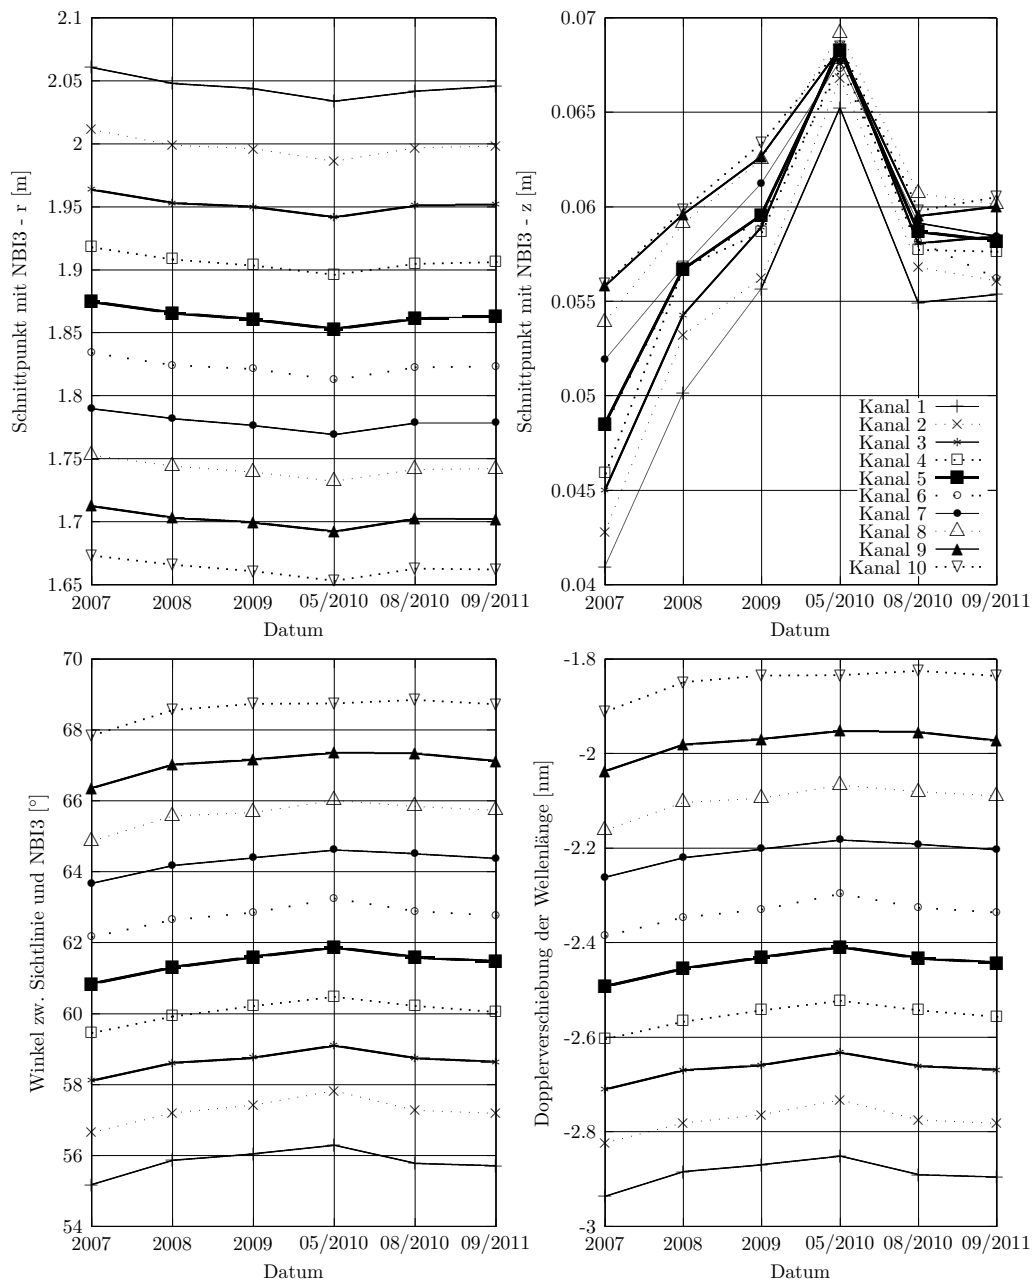 2.1
2.05
2
1.95
1.9
1.85
1.8
1.75
1.7
1.65
2007 2008 2009 05/2010 08/2010 09/2011
Datum
Schnittpunkt mit NBI3 - r [m]
0.07
0.065
0.06
0.055
0.05
0.045
0.04
2007 2008 2009 05/2010 08/2010 09/2011
Datum
Schnittpunkt mit NBI3 - z [m]
Kanal 1
Kanal 2
Kanal 3
Kanal 4
Kanal 5
Kanal 6
Kanal 7
Kanal 8
Kanal 9
Kanal 10
70
68
66
64
62
60
58
56
54
2007 2008 2009 05/2010 08/2010 09/2011
Datum
Winkel zw. Sichtlinie und NBI3 [°]
-1.8
-2
-2.2
-2.4
-2.6
-2.8
-3
2007 2008 2009 05/2010 08/2010 09/2011
Datum
Dopplerverschiebung der Wellenlänge [nm]